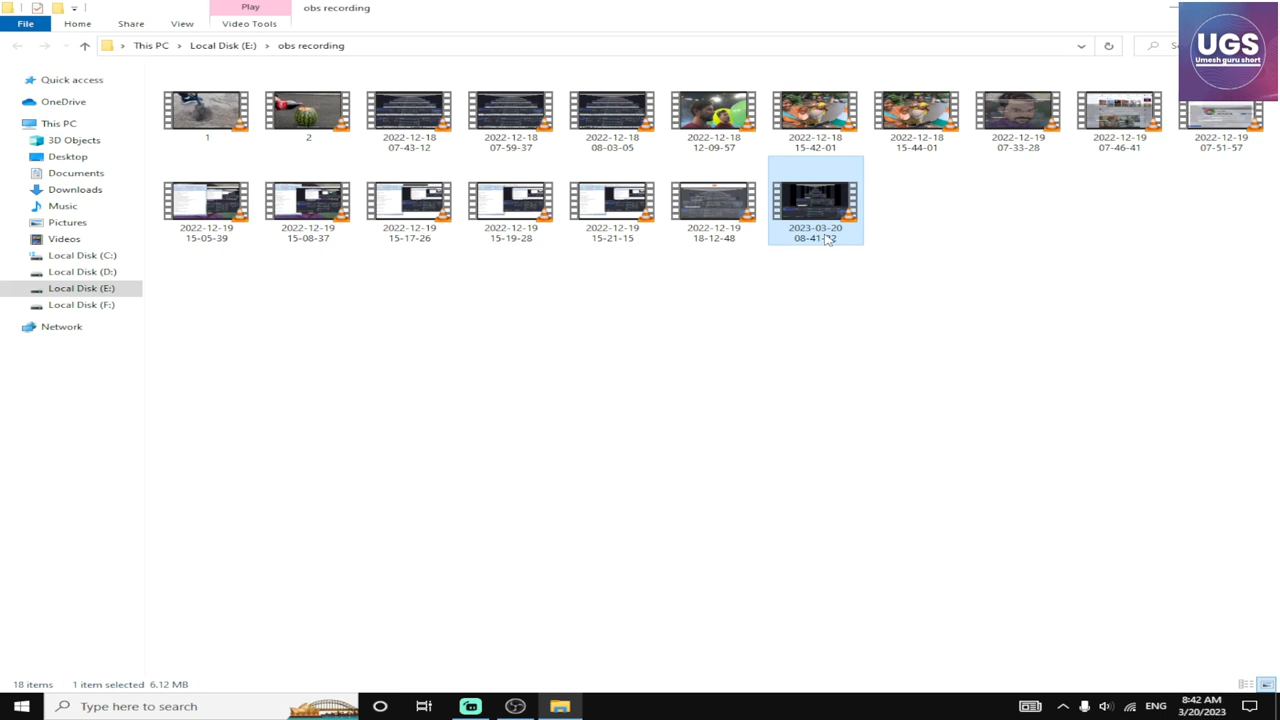 Play
obs recording
File
Home
Share
View
Video Tools
This PC
Local Disk (E:)
obs recording
UGS
Umesh guru short
Quick access
OneDrive
This PC
3D Objects
Desktop
Documents
Downloads
Music
Pictures
Videos
Local Disk (C:)
Local Disk (D:)
Local Disk (E:)
Local Disk (F:)
Network
1
2
2022-12-18
07-43-12
2022-12-18
07-59-37
2022-12-18
08-03-05
2022-12-18
12-09-57
2022-12-18
15-42-01
2022-12-18
15-44-01
2022-12-19
07-33-28
2022-12-19
07-46-41
2022-12-19
07-51-57
2022-12-19
15-05-39
2022-12-19
15-08-37
2022-12-19
15-17-26
2022-12-19
15-19-28
2022-12-19
15-21-15
2022-12-19
18-12-48
2023-03-20
18 items
1 item selected 6.12 MB
Type here to search
ENG
8:42 AM
3/20/2023